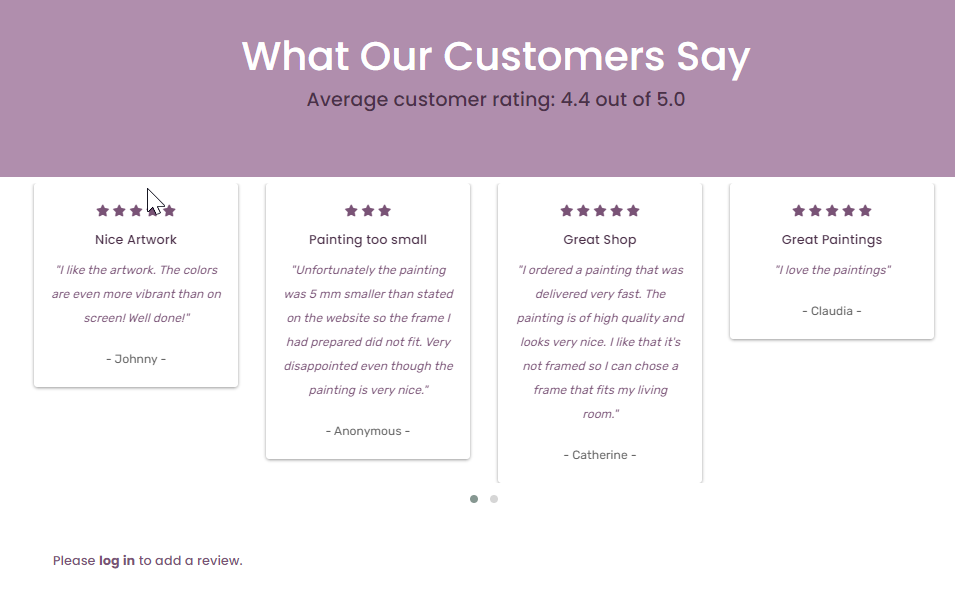 What Our Customers Say
Average customer rating: 4.4 out of 5.0
Nice Artwork
"I like the artwork. The colors
are even more vibrant than on
screen! Well done!"
- Johnny -
Painting too small
"Unfortunately the painting
was 5 mm smaller than stated
on the website so the frame I
had prepared did not fit. Very
disappointed even though the
painting is very nice."
- Anonymous -
Great Shop
"I ordered a painting that was
delivered very fast. The
painting is of high quality and
looks very nice. I like that it's
not framed so I can chose a
frame that fits my living
room."
- Catherine -
Great Paintings
"I love the paintings"
- Claudia -
Please log in to add a review.